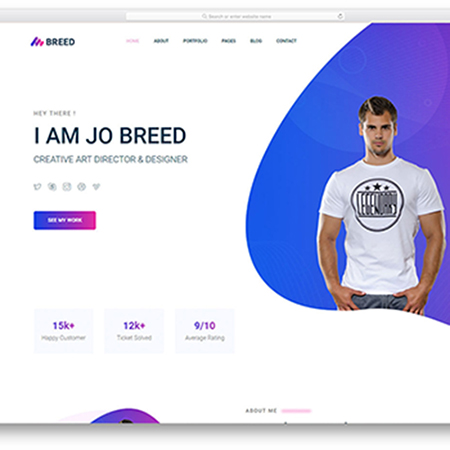 Search or enter website name
BREED
HOME ABOUT PORTFOLIO PAGES BLOG CONTACT
HEY THERE !
I AM JO BREED
CREATIVE ART DIRECTOR & DESIGNER
SEE MY WORK
LEGENDARY
15k+ 12k+ 9/10
Happy Customer Ticket Solved Average Rating
ABOUT ME